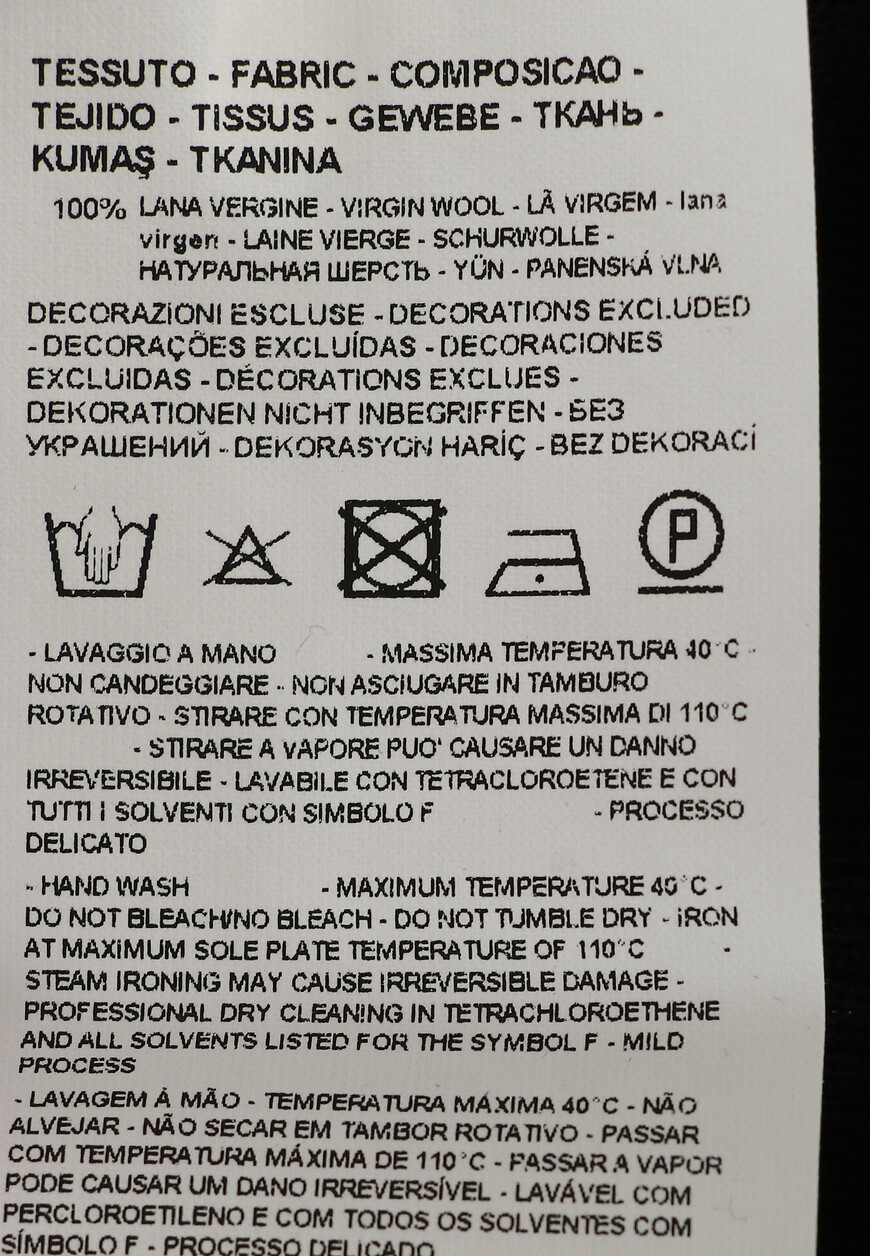 TESSUTO - FABRIC - COMPOSICAO -
TEJIDO - TISSUS - GEWEBE - ТКАНЬ -
KUMAŞ - TKANINA
100% LANA VERGINE - VIRGIN WOOL - LÃ VIRGEM - lana
virgen - LAINE VIERGE - SCHURWOLLE -
НАТУРАЛЬНАЯ ШЕРСТЬ - YÜN - PANENSKÁ VLNA
DECORAZIONI ESCLUSE - DECORATIONS EXCLUDED
- DECORAÇÕES EXCLUÍDAS - DECORACIONES
EXCLUIDAS - DÉCORATIONS EXCLUES -
DEKORATIONEN NICHT INBEGRIFFEN - БЕЗ
УКРАШЕНИЙ - DEKORASYON HARİÇ - BEZ DEKORACÍ
P
- LAVAGGIO A MANO - MASSIMA TEMPERATURA 40°C -
NON CANDEGGIARE - NON ASCIUGARE IN TAMBURO
ROTATIVO - STIRARE CON TEMPERATURA MASSIMA DI 110°C
- STIRARE A VAPORE PUO' CAUSARE UN DANNO
IRREVERSIBILE - LAVABILE CON TETRACLOROETENE E CON
TUTTI I SOLVENTI CON SIMBOLO F - PROCESSO
DELICATO
- HAND WASH - MAXIMUM TEMPERATURE 40°C -
DO NOT BLEACH/NO BLEACH - DO NOT TUMBLE DRY - IRON
AT MAXIMUM SOLE PLATE TEMPERATURE OF 110°C -
STEAM IRONING MAY CAUSE IRREVERSIBLE DAMAGE -
PROFESSIONAL DRY CLEANING IN TETRACHLOROETHENE
AND ALL SOLVENTS LISTED FOR THE SYMBOL F - MILD
PROCESS
- LAVAGEM À MÃO - TEMPERATURA MÁXIMA 40°C - NÃO
ALVEJAR - NÃO SECAR EM TAMBOR ROTATIVO - PASSAR
COM TEMPERATURA MÁXIMA DE 110°C - PASSAR A VAPOR
PODE CAUSAR UM DANO IRREVERSÍVEL - LAVÁVEL COM
PERCLOROETILENO E COM TODOS OS SOLVENTES COM
SÍMBOLO F - PROCESSO DELICADO